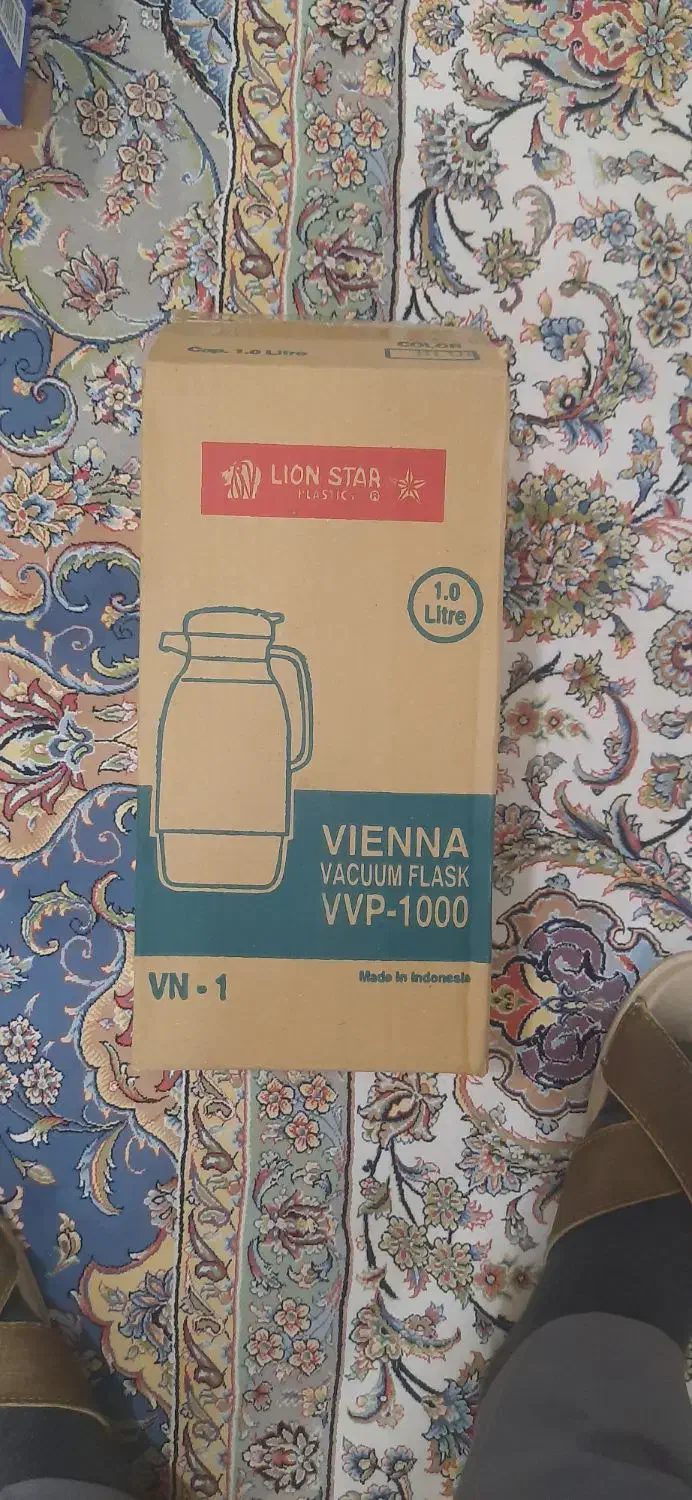 Cap. 1.0 Litre
COLOR
LION STAR
PLASTICS ®
1.0
Litre
VIENNA
VACUUM FLASK
VVP-1000
VN - 1
Made in Indonesia